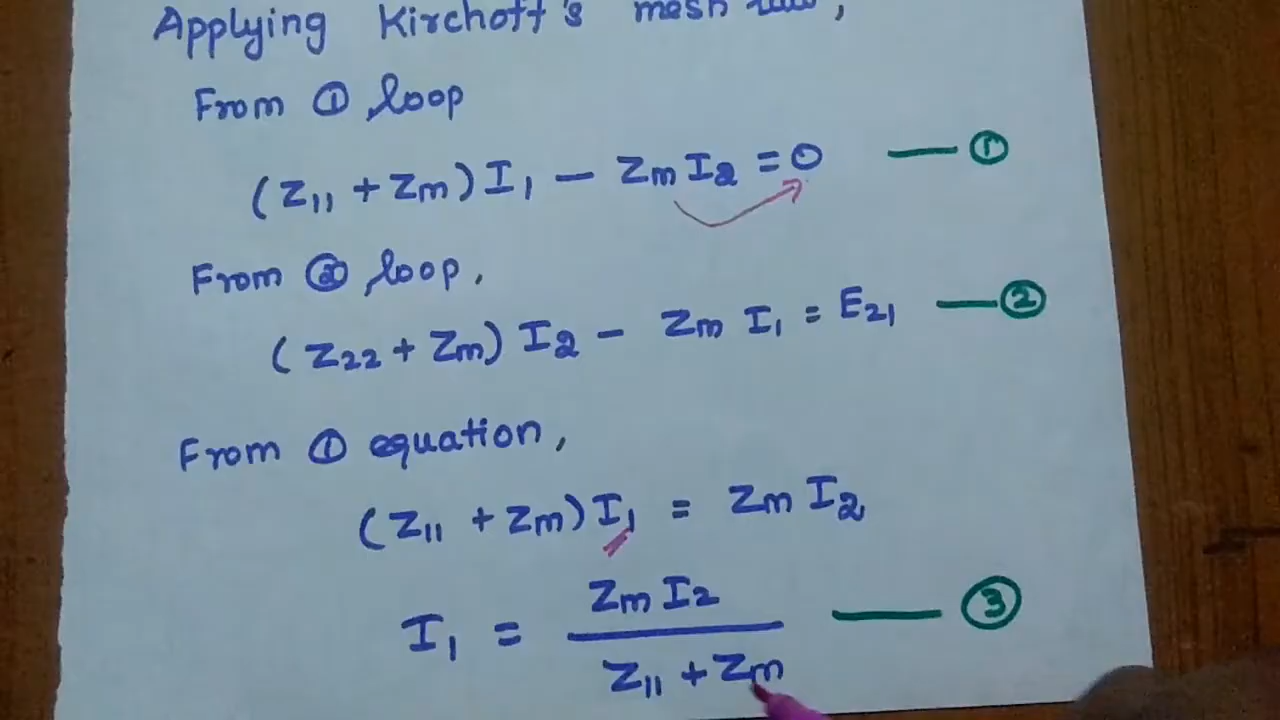 Applying Kirchoff's mesh law,
From ① loop
(Z11 + Zm) I1 − Zm I2 = 0 — ①
From ② loop,
(Z22 + Zm) I2 − Zm I1 = E21 — ②
From ① equation,
(Z11 + Zm) I1 = Zm I2
I1 = Zm I2 / Z11 + Zm — ③